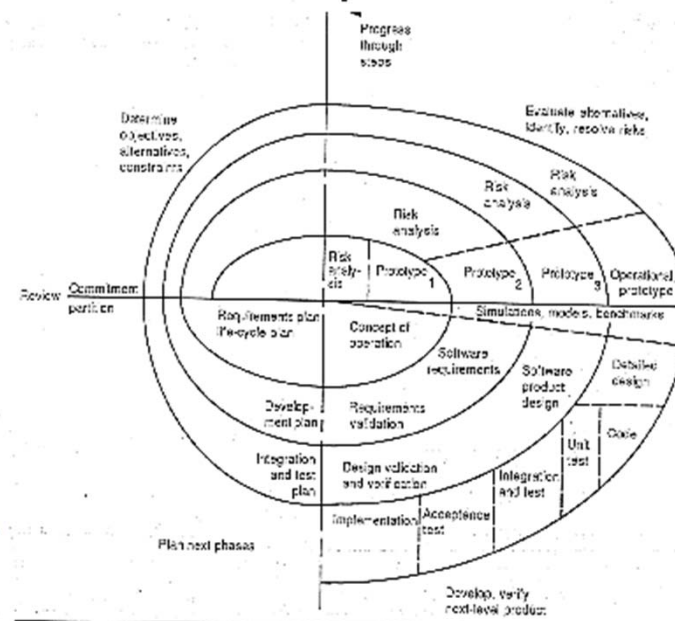 Progress
through
steps
Evaluate alternatives,
identify, resolve risks
Determine
objectives,
alternatives,
constraints
Risk
analysis
Risk
analysis
Risk
analysis
Risk
analy-
sis
Prototype
1
Prototype
2
Prototype
3
Operational
prototype
Review
Commitment
partition
Simulations, models, benchmarks
Requirements plan
life-cycle plan
Concept of
operation
Software
requirements
Software
product
design
Detailed
design
Develop-
ment plan
Requirements
validation
Code
Unit
test
Integration
and test
plan
Design validation
and verification
Integration
and test
Acceptance
test
Implementation
Plan next phases
Develop, verify
next-level product